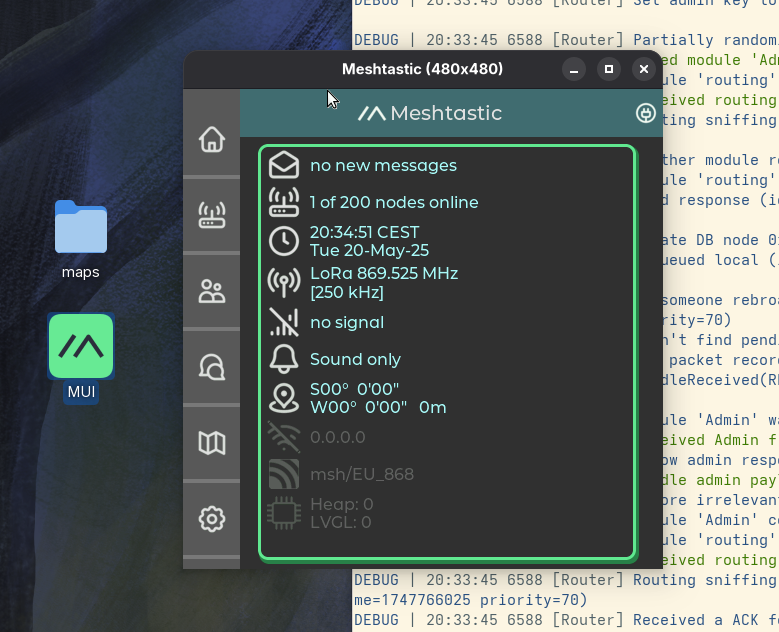 DEBUG | 20:33:45 6588 [Router] Set admin key to
DEBUG | 20:33:45 6588 [Router] Partially random
Meshtastic (480x480)
Meshtastic
no new messages
1 of 200 nodes online
20:34:51 CEST
Tue 20-May-25
LoRa 869.525 MHz
[250 kHz]
no signal
Sound only
S00° 0'00"
W00° 0'00" 0m
0.0.0.0
msh/EU_868
Heap: 0
LVGL: 0
maps
MUI
ed module 'Ad
ule 'routing'
eived routing
ting sniffing
ther module r
ule 'routing'
d response (i
ate DB node 0
ueued local (
someone rebro
rity=70)
n't find pend
packet recor
dleReceived(R
ule 'Admin' w
eived Admin f
ow admin resp
dle admin pay
ore irrelevan
ule 'Admin' c
ule 'routing'
eived routing
DEBUG | 20:33:45 6588 [Router] Routing sniffing
me=1747766025 priority=70)
DEBUG | 20:33:45 6588 [Router] Received a ACK f